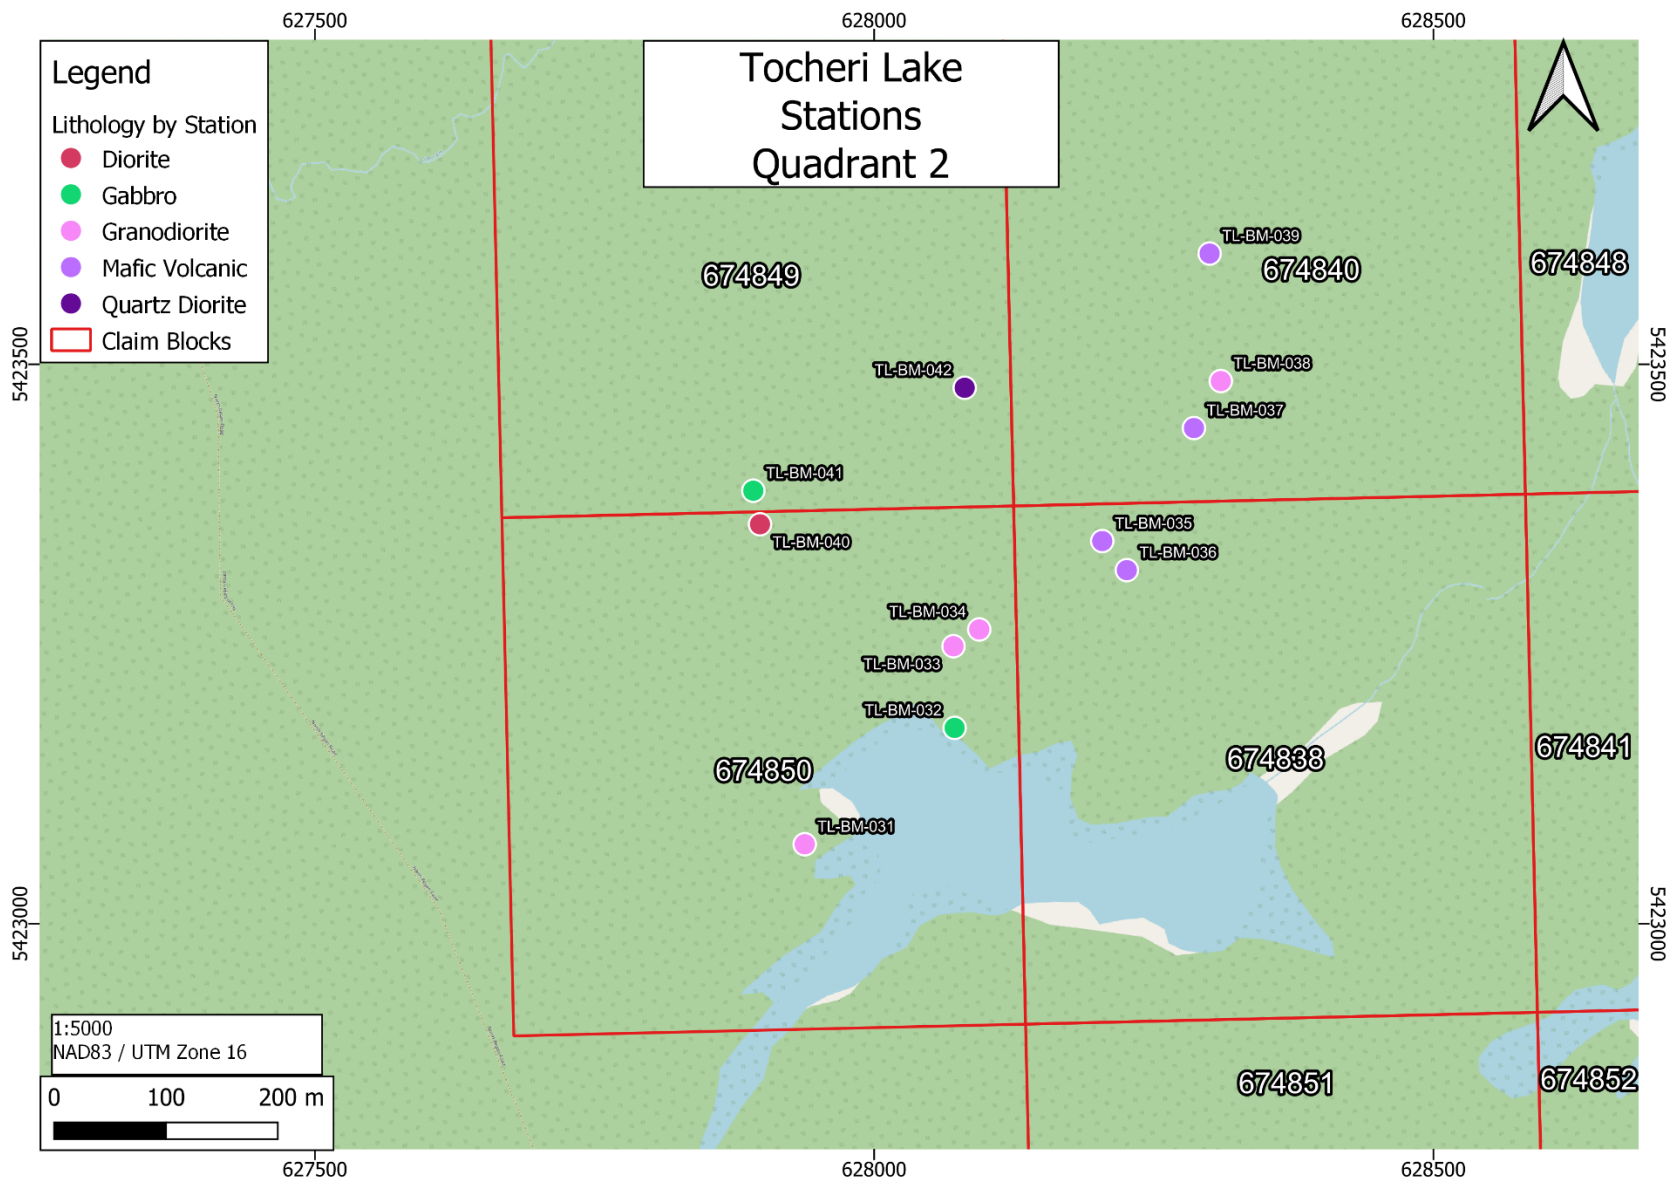 627500
628000
628500
Legend
Lithology by Station
Diorite
Gabbro
Granodiorite
Mafic Volcanic
Quartz Diorite
Claim Blocks
Tocheri Lake
Stations
Quadrant 2
TL-BM-039
674849
674840
674848
5423500
5423500
TL-BM-042
TL-BM-038
TL-BM-037
TL-BM-041
TL-BM-040
TL-BM-035
TL-BM-036
TL-BM-034
TL-BM-033
TL-BM-032
674850
674838
674841
TL-BM-031
5423000
5423000
1:5000
NAD83 / UTM Zone 16
674851
674852
0 100 200 m
627500
628000
628500